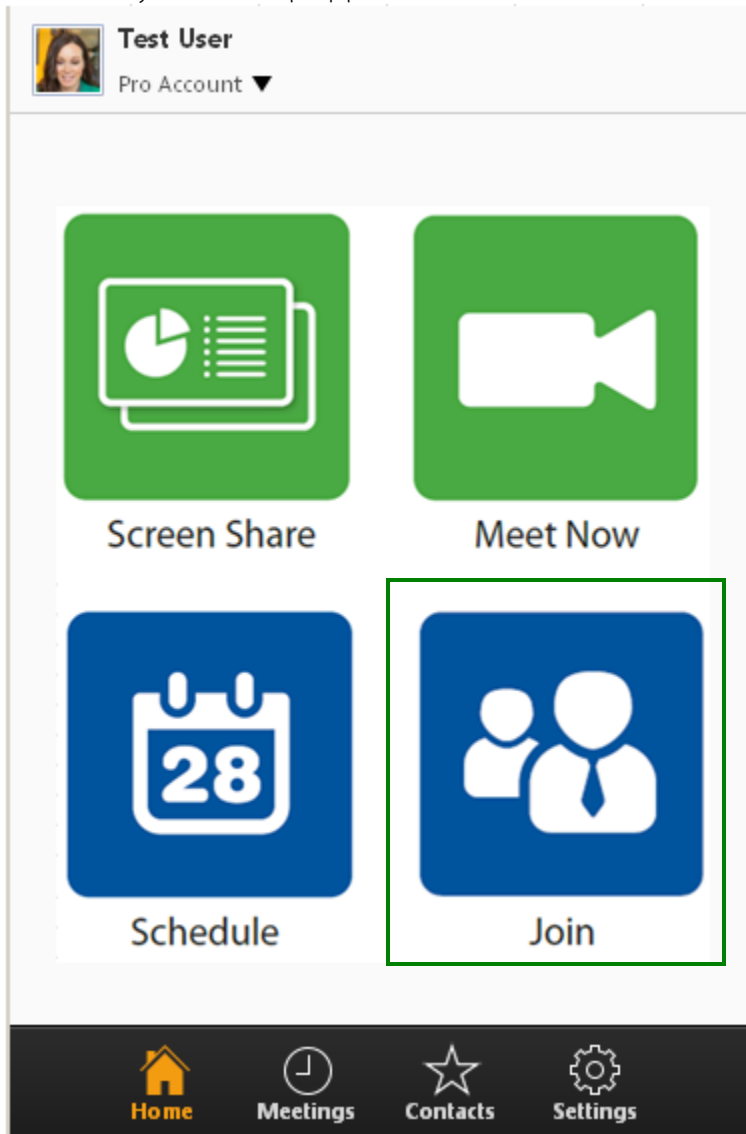 Test User
Pro Account ▼
Screen Share
Meet Now
28
Schedule
Join
Home
Meetings
Contacts
Settings